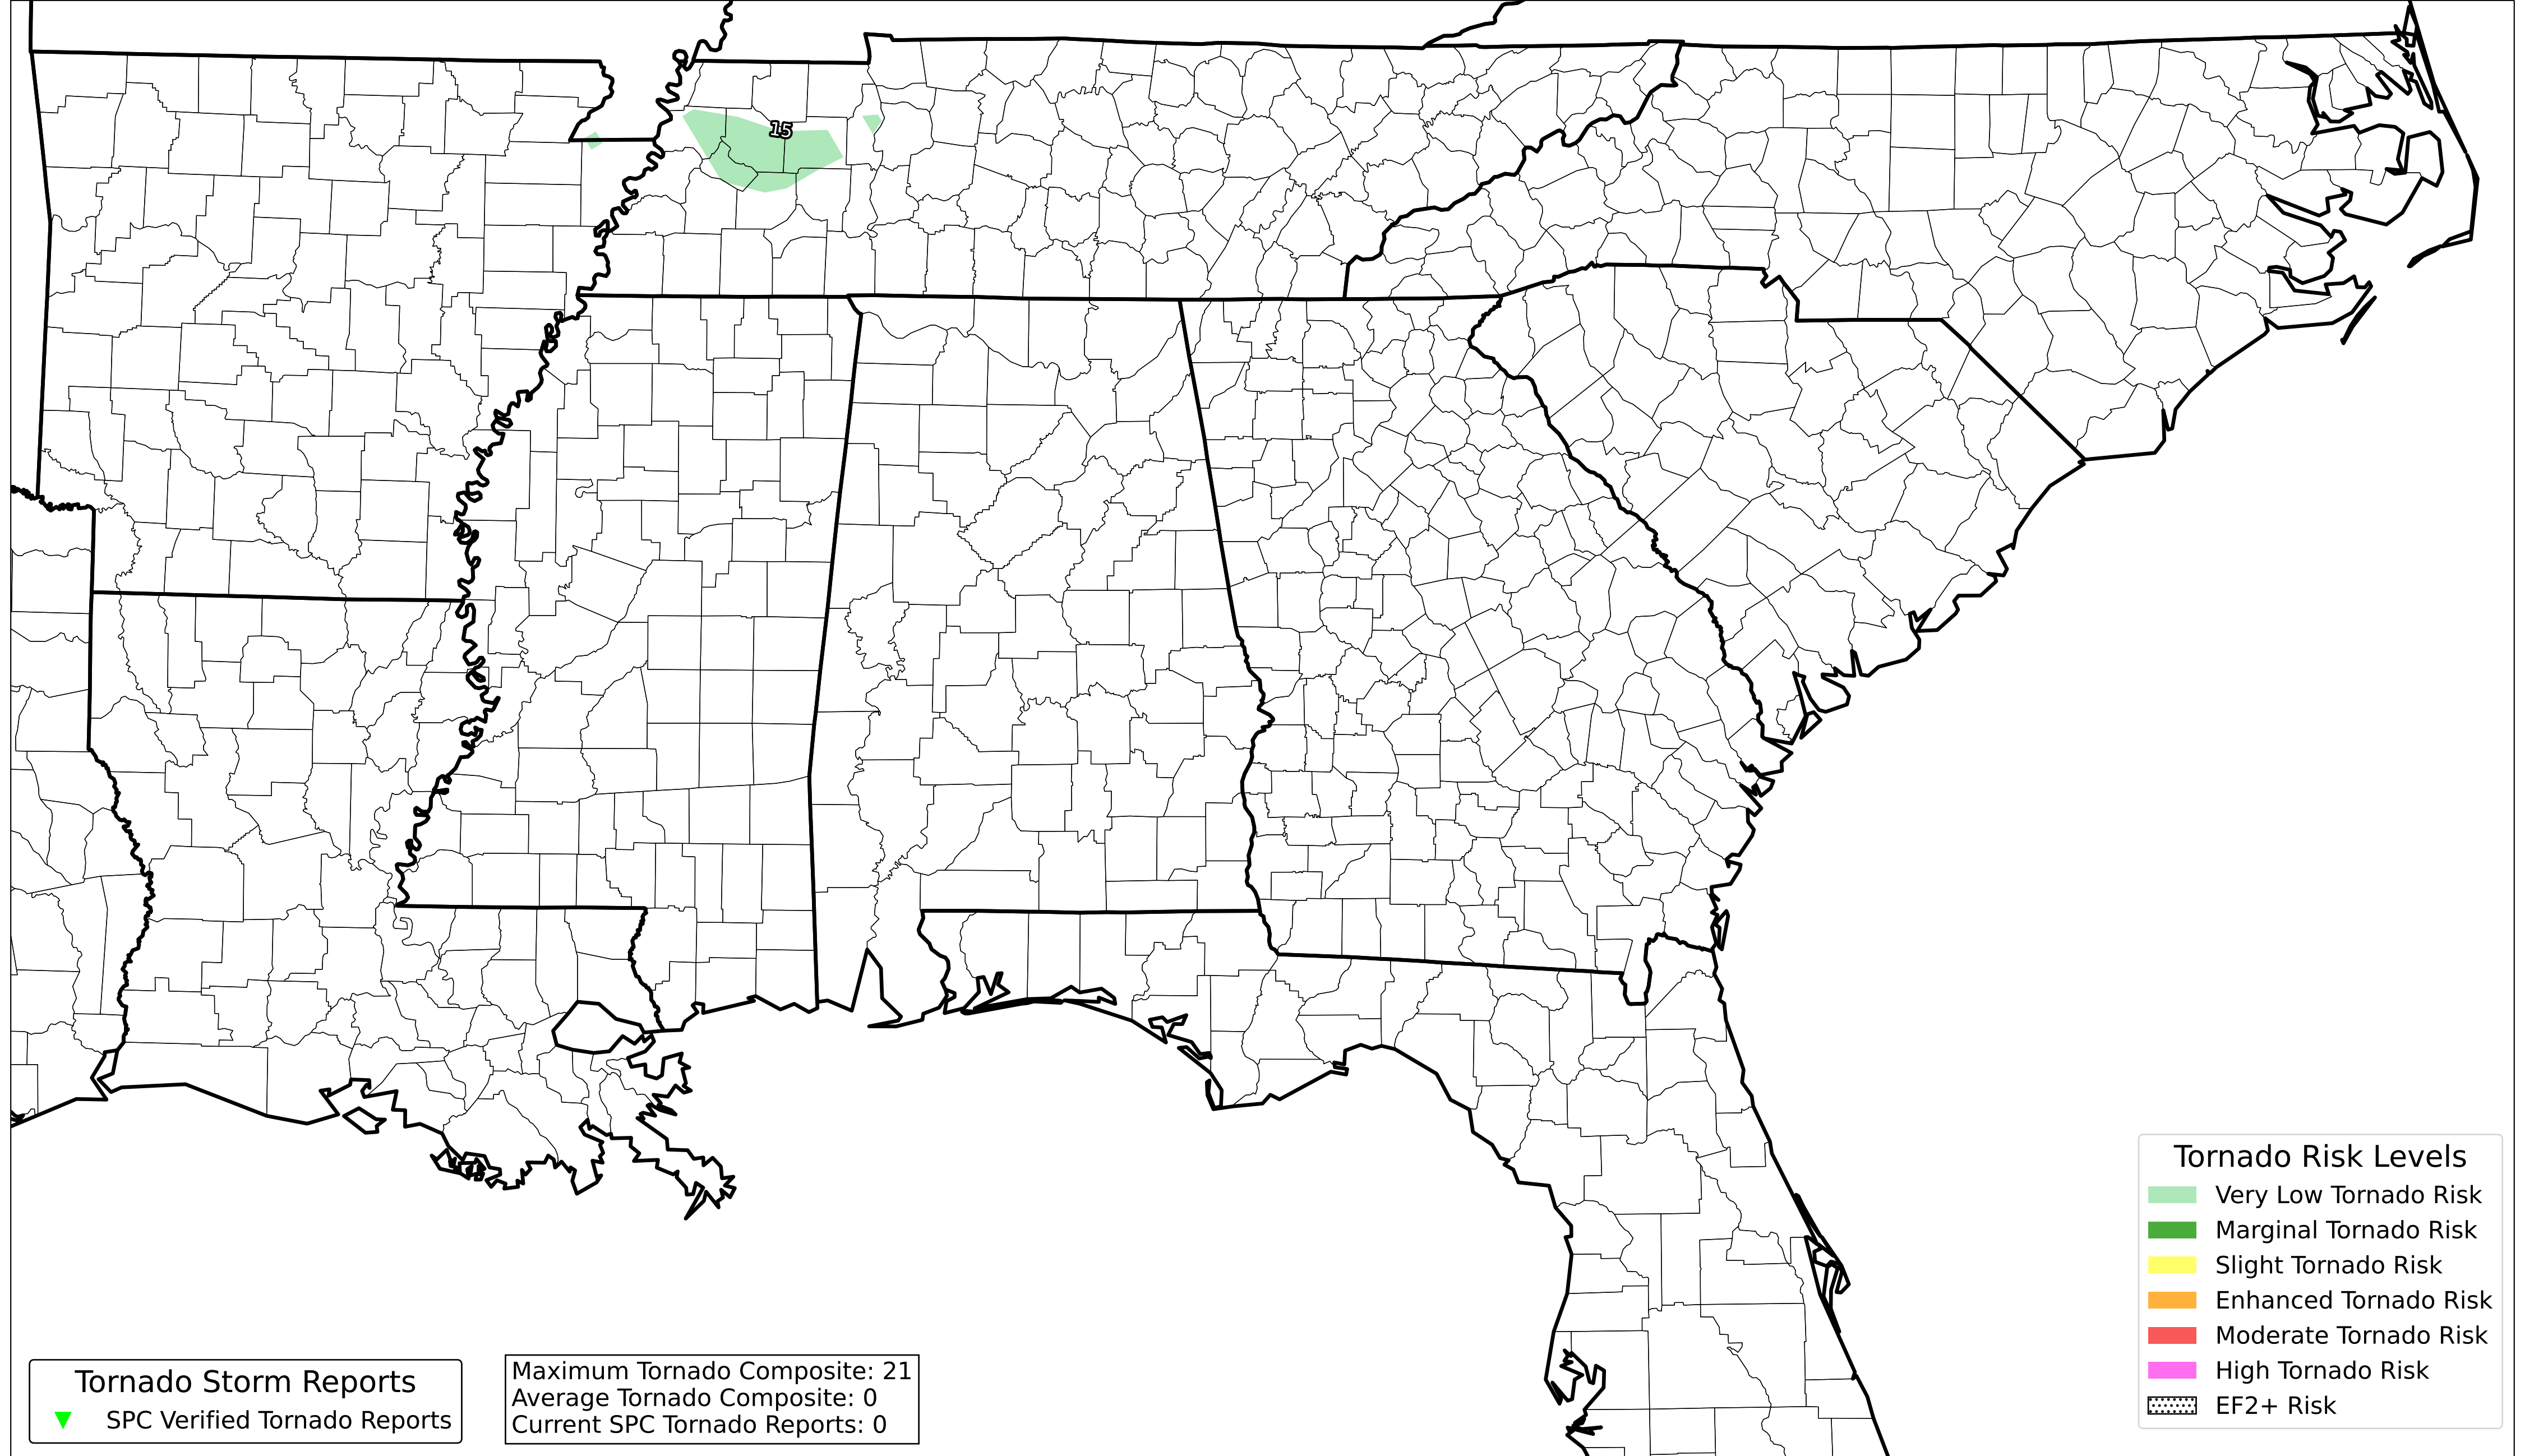 15
Tornado Risk Levels
Very Low Tornado Risk
Marginal Tornado Risk
Slight Tornado Risk
Enhanced Tornado Risk
Moderate Tornado Risk
High Tornado Risk
EF2+ Risk
Tornado Storm Reports
SPC Verified Tornado Reports
Maximum Tornado Composite: 21
Average Tornado Composite: 0
Current SPC Tornado Reports: 0